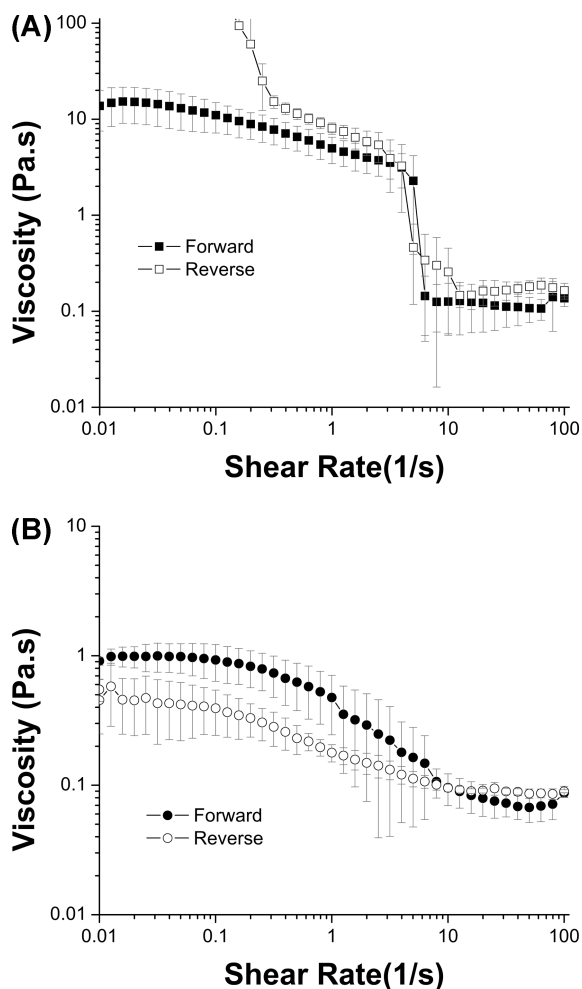 (A)
100
10
1
0.1
0.01
Viscosity (Pa.s)
Forward
Reverse
0.01 0.1 1 10 100
Shear Rate(1/s)
(B)
10
1
0.1
0.01
Viscosity (Pa.s)
Forward
Reverse
0.01 0.1 1 10 100
Shear Rate(1/s)